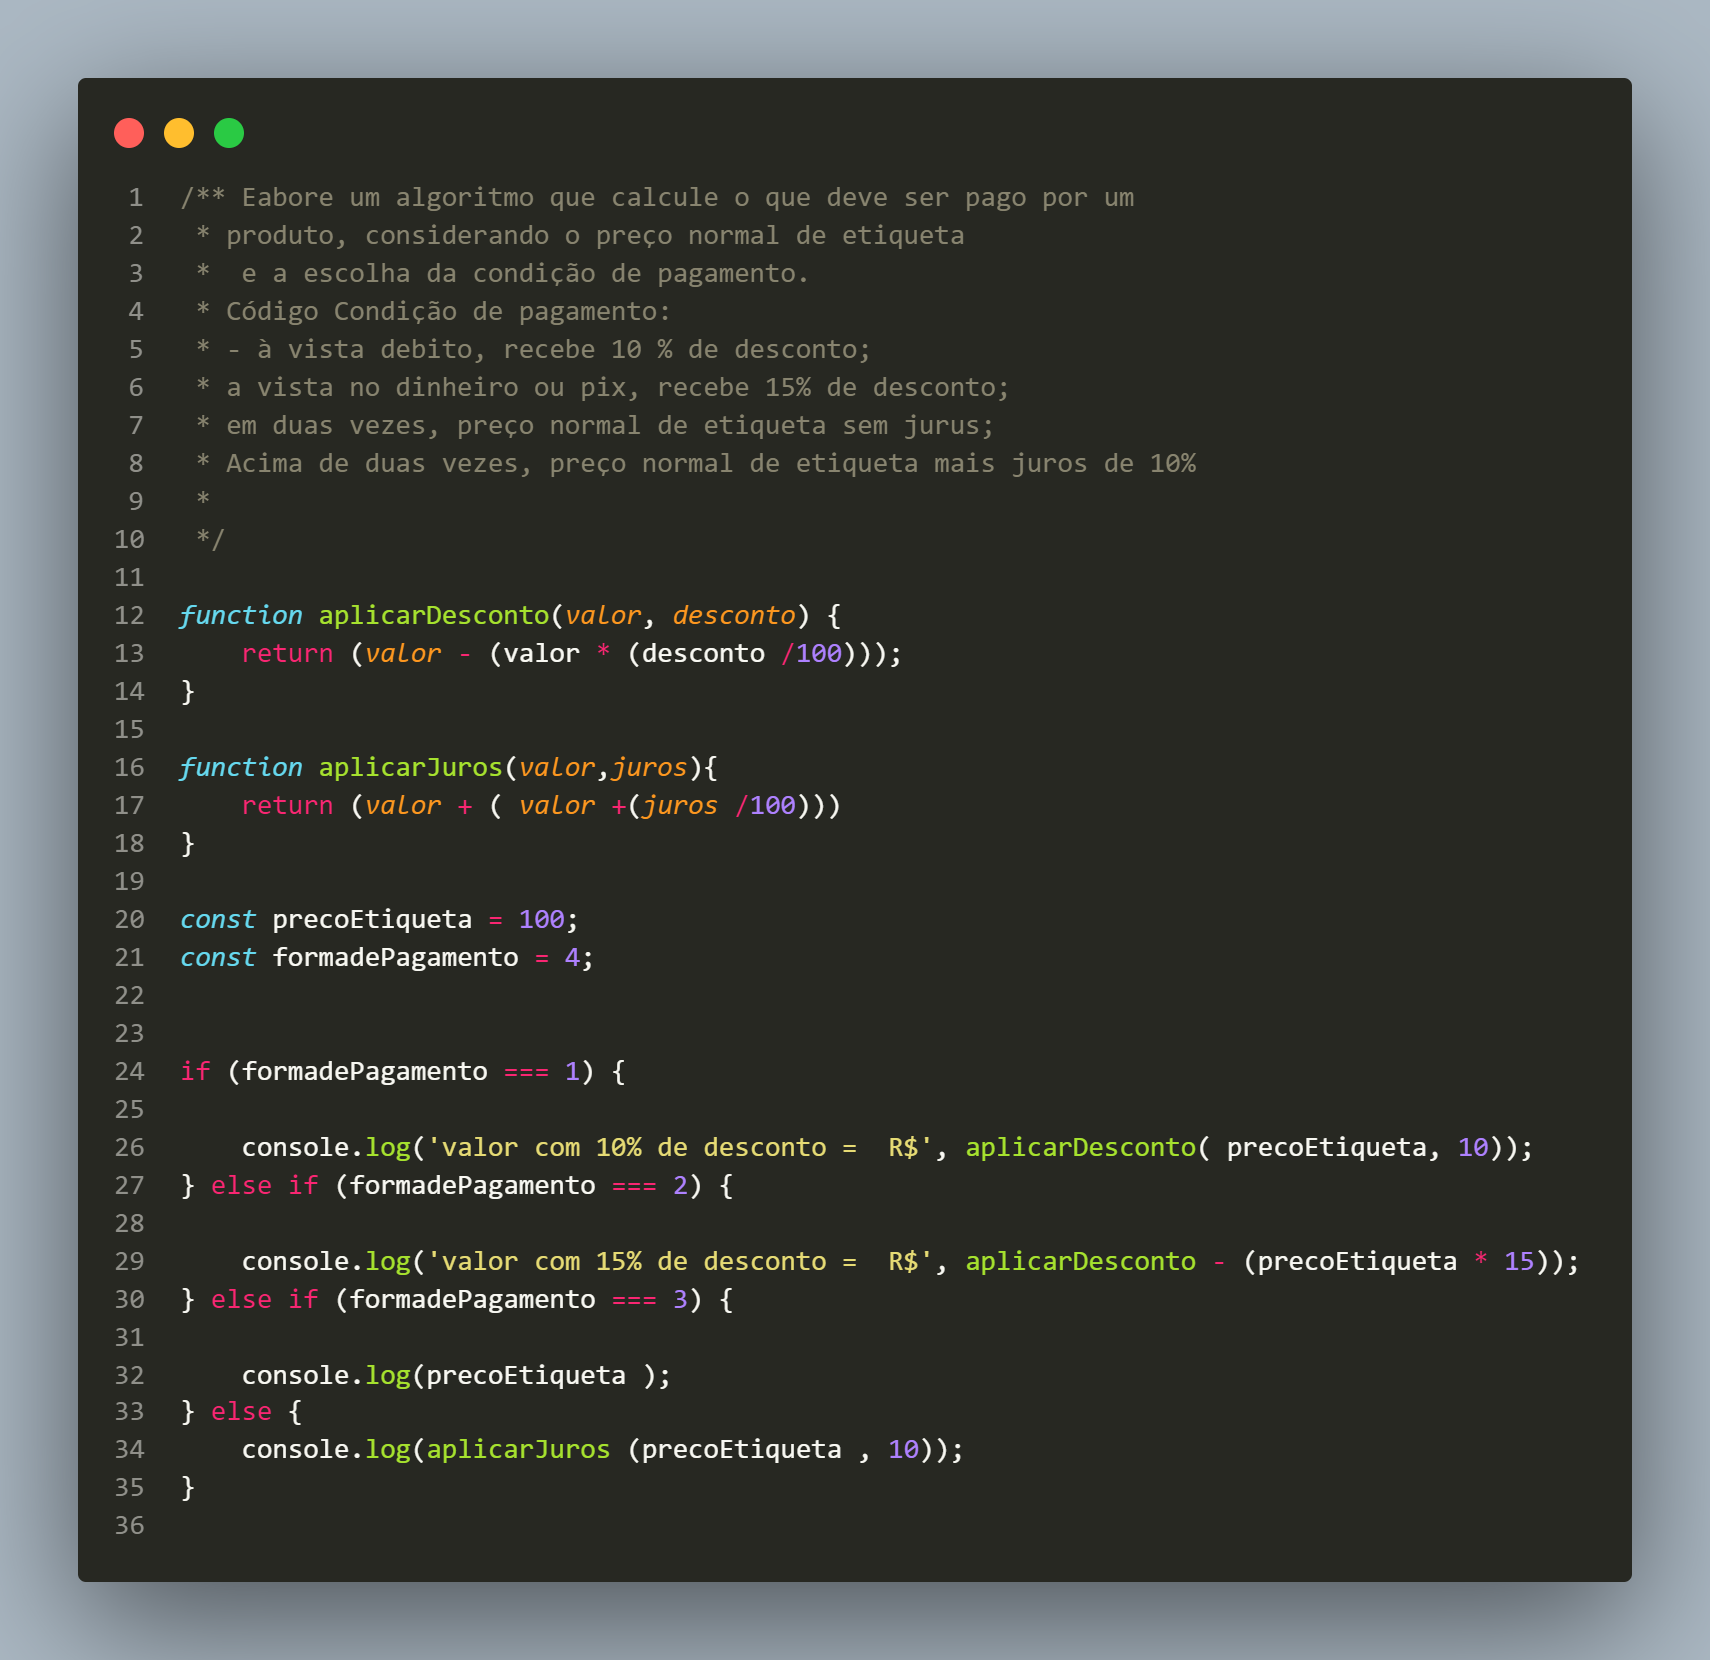 1 /** Eabore um algoritmo que calcule o que deve ser pago por um
2  * produto, considerando o preço normal de etiqueta
3  *  e a escolha da condição de pagamento.
4  * Código Condição de pagamento:
5  * - à vista debito, recebe 10 % de desconto;
6  * a vista no dinheiro ou pix, recebe 15% de desconto;
7  * em duas vezes, preço normal de etiqueta sem jurus;
8  * Acima de duas vezes, preço normal de etiqueta mais juros de 10%
9  *
10  */
11
12 function aplicarDesconto(valor, desconto) {
13     return (valor - (valor * (desconto /100)));
14 }
15
16 function aplicarJuros(valor,juros){
17     return (valor + ( valor +(juros /100)))
18 }
19
20 const precoEtiqueta = 100;
21 const formadePagamento = 4;
22
23
24 if (formadePagamento === 1) {
25
26     console.log('valor com 10% de desconto =  R$', aplicarDesconto( precoEtiqueta, 10));
27 } else if (formadePagamento === 2) {
28
29     console.log('valor com 15% de desconto =  R$', aplicarDesconto - (precoEtiqueta * 15));
30 } else if (formadePagamento === 3) {
31
32     console.log(precoEtiqueta );
33 } else {
34     console.log(aplicarJuros (precoEtiqueta , 10));
35 }
36